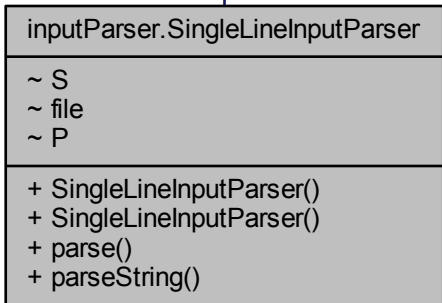 inputParser.SingleLineInputParser
~ S
~ file
~ P
+ SingleLineInputParser()
+ SingleLineInputParser()
+ parse()
+ parseString()